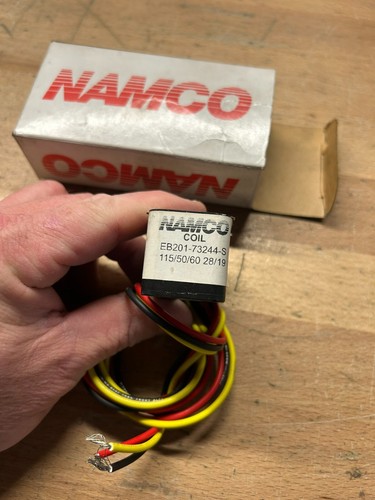 NAMCO
NAMCO
NAMCO
COIL
EB201-73244-S
115/50/60 28/19